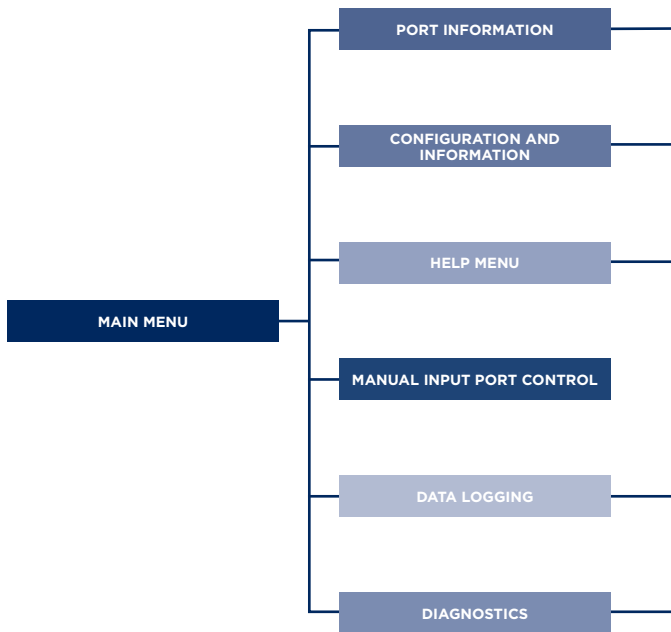 PORT INFORMATION
CONFIGURATION AND
INFORMATION
HELP MENU
MAIN MENU
MANUAL INPUT PORT CONTROL
DATA LOGGING
DIAGNOSTICS